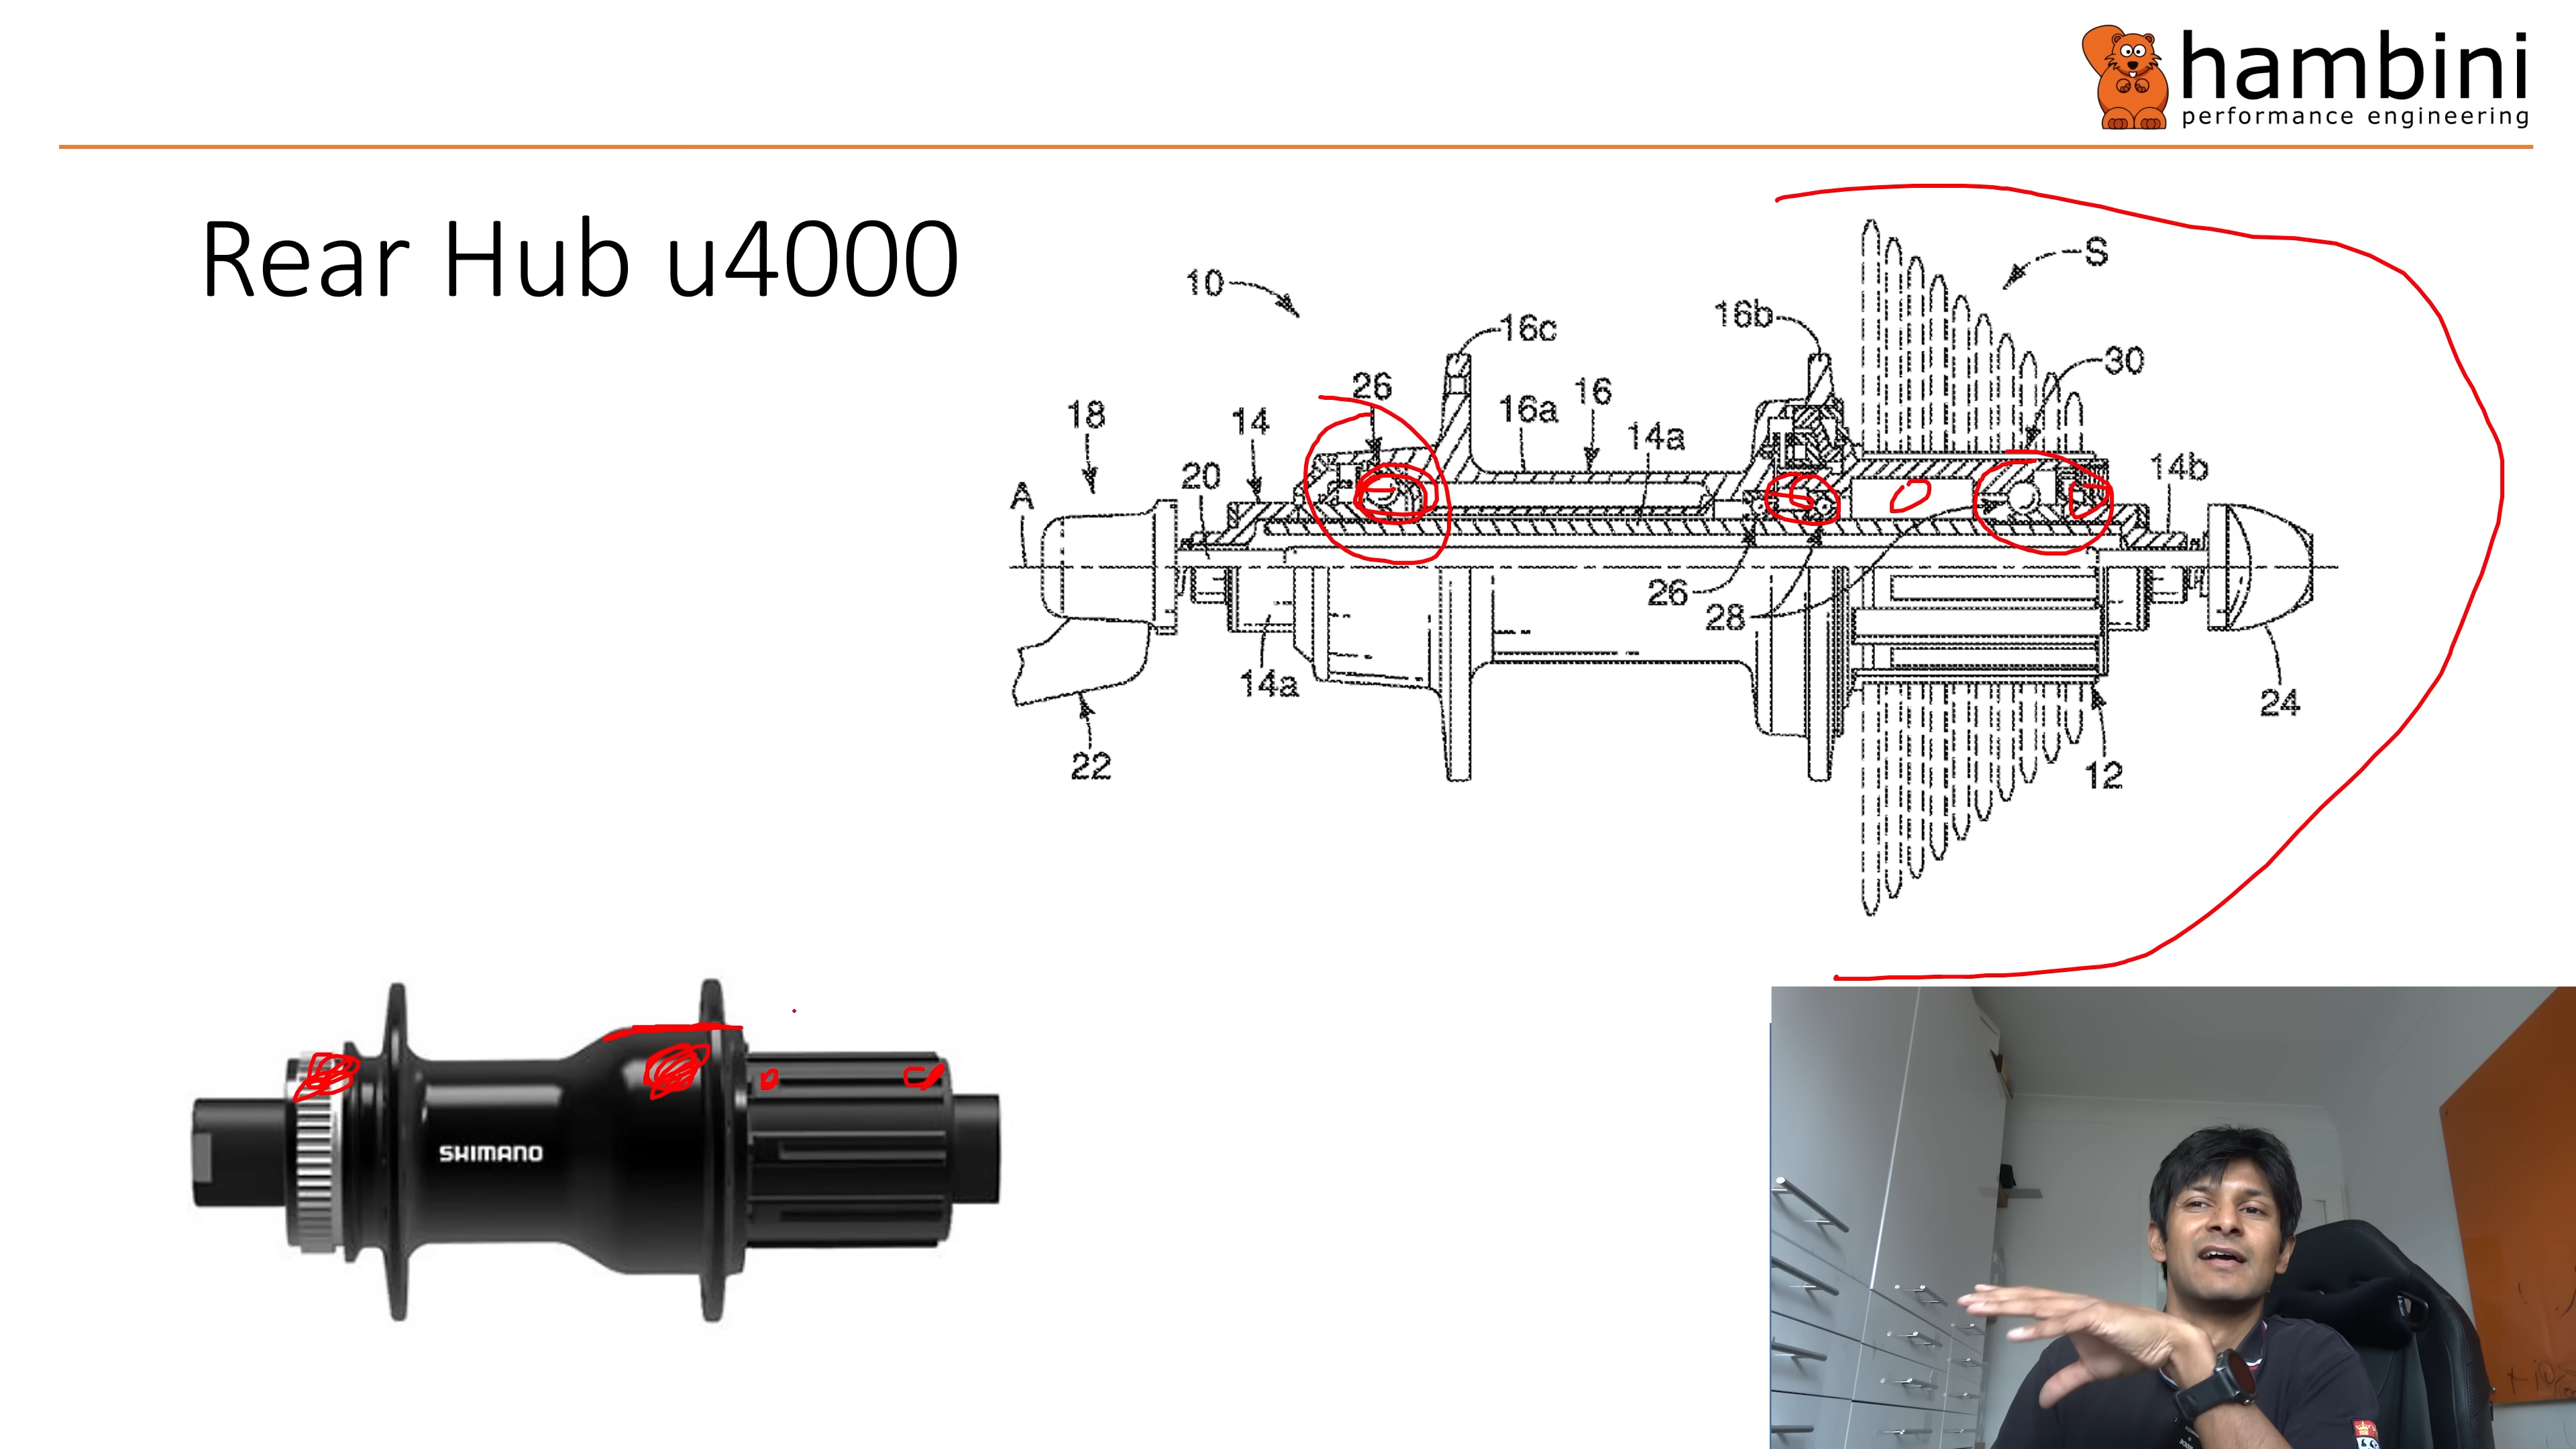 hambini
performance engineering
Rear Hub u4000
10
S
16c
16b
30
26
16
18
14
16a
14a
14b
20
A
26
28
14a
24
22
12
SHIMANO